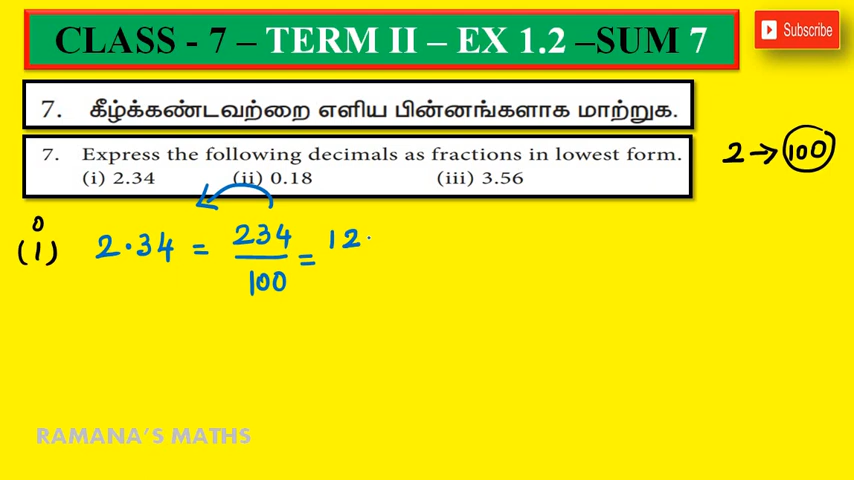 CLASS - 7 – TERM II – EX 1.2 –SUM 7
Subscribe
7. கீழ்க்கண்டவற்றை எளிய பின்னங்களாக மாற்றுக.
7. Express the following decimals as fractions in lowest form.
(i) 2.34 (ii) 0.18 (iii) 3.56
2 → 100
(i) 2.34 = 234/100 = 12.
RAMANA'S MATHS